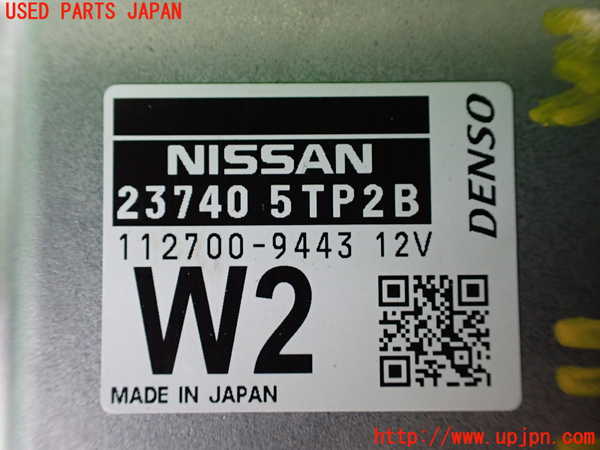 USED PARTS JAPAN
NISSAN
23740 5TP2B
112700-9443 12V
DENSO
W2
MADE IN JAPAN
http://www.upjpn.com/